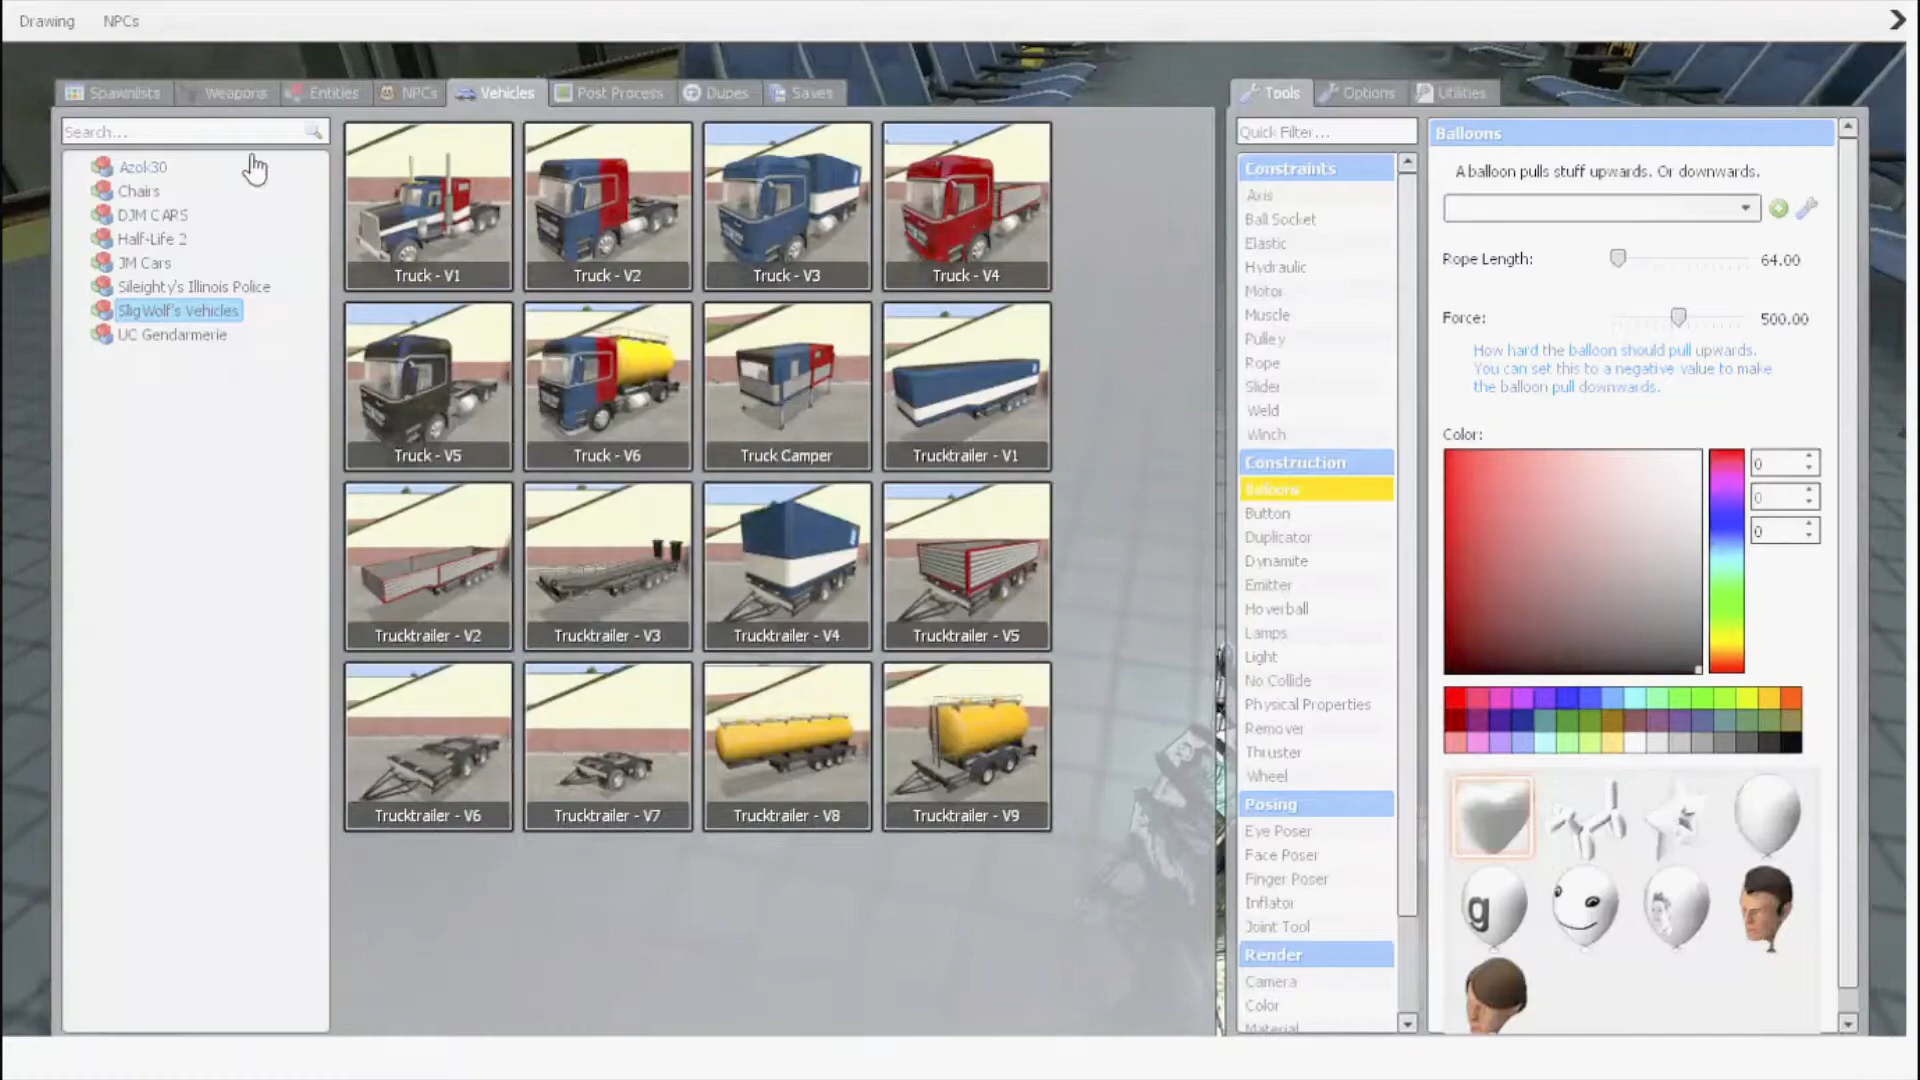 Drawing NPCs
Spawnlists Weapons Entities NPCs Vehicles Post Process Dupes Saves
Search...
Azok30
Chairs
DJM CARS
Half-Life 2
JM Cars
Sileighty's Illinois Police
SligWolf's Vehicles
UC Gendarmerie
Truck - V1
Truck - V2
Truck - V3
Truck - V4
Truck - V5
Truck - V6
Truck Camper
Trucktrailer - V1
Trucktrailer - V2
Trucktrailer - V3
Trucktrailer - V4
Trucktrailer - V5
Trucktrailer - V6
Trucktrailer - V7
Trucktrailer - V8
Trucktrailer - V9
Tools Options Utilities
Quick Filter...
Constraints
Axis
Ball Socket
Elastic
Hydraulic
Motor
Muscle
Pulley
Rope
Slider
Weld
Winch
Construction
Balloons
Button
Duplicator
Dynamite
Emitter
Hoverball
Lamps
Light
No Collide
Physical Properties
Remover
Thruster
Wheel
Posing
Eye Poser
Face Poser
Finger Poser
Inflator
Joint Tool
Render
Camera
Color
Material
Balloons
A balloon pulls stuff upwards. Or downwards.
Rope Length: 64.00
Force: 500.00
How hard the balloon should pull upwards.
You can set this to a negative value to make
the balloon pull downwards.
Color:
0
0
0
g